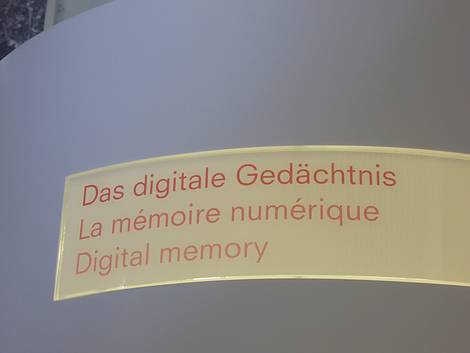 Das digitale Gedächtnis
La mémoire numérique
Digital memory